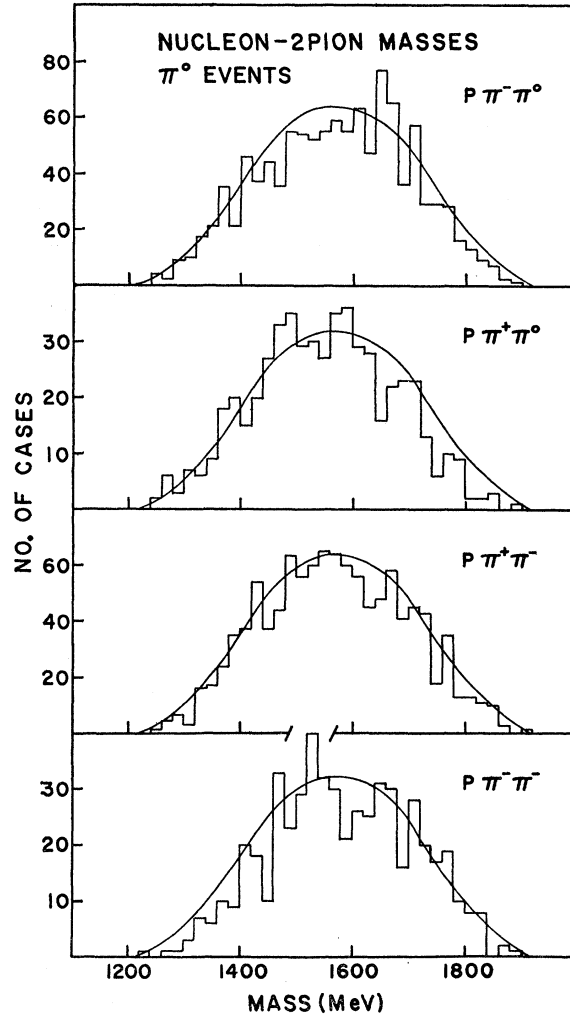 NUCLEON-2PION MASSES
π° EVENTS
P π⁻ π°
80
60
40
20
P π⁺ π°
30
20
10
P π⁺ π⁻
60
40
20
P π⁻ π⁻
30
20
10
NO. OF CASES
1200 1400 1600 1800
MASS (MeV)